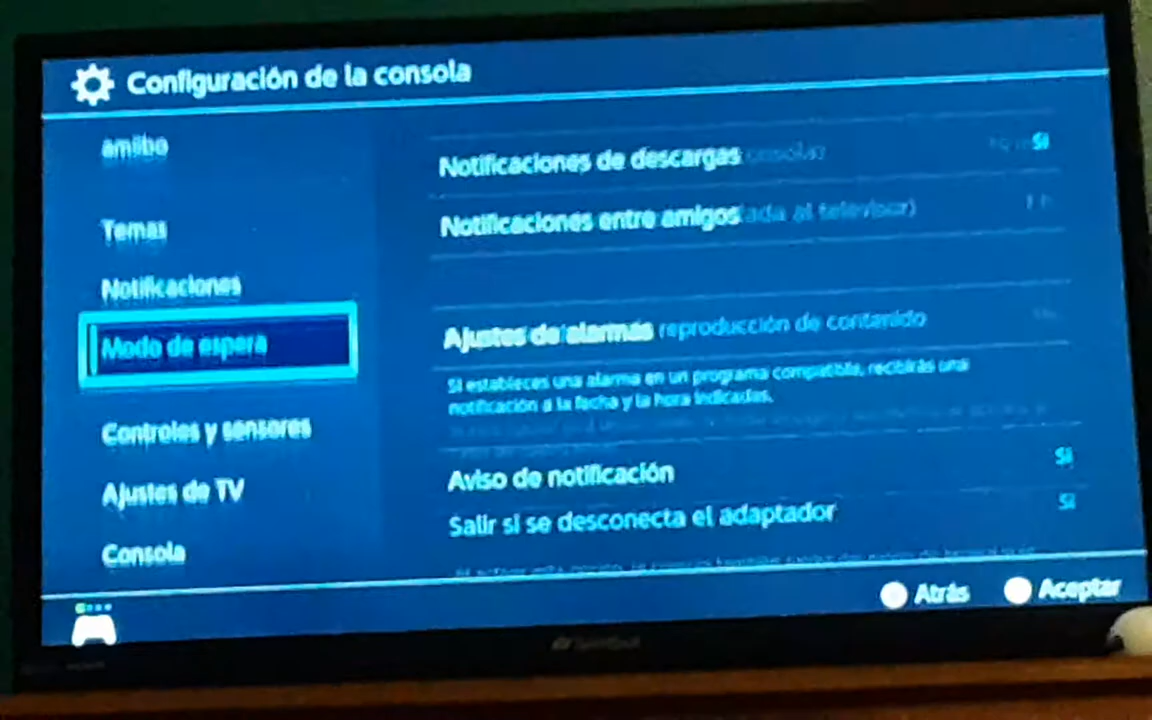 Configuración de la consola
amiibo
Temas
Notificaciones
Modo de espera
Controles y sensores
Ajustes de TV
Consola
Notificaciones de descargas
Sí
Notificaciones entre amigos
Ajustes de alarmas reproducción de contenido
Si estableces una alarma en un programa compatible, recibirás una
notificación a la fecha y la hora indicadas.
Aviso de notificación
Sí
Salir si se desconecta el adaptador
Sí
Atrás
Aceptar